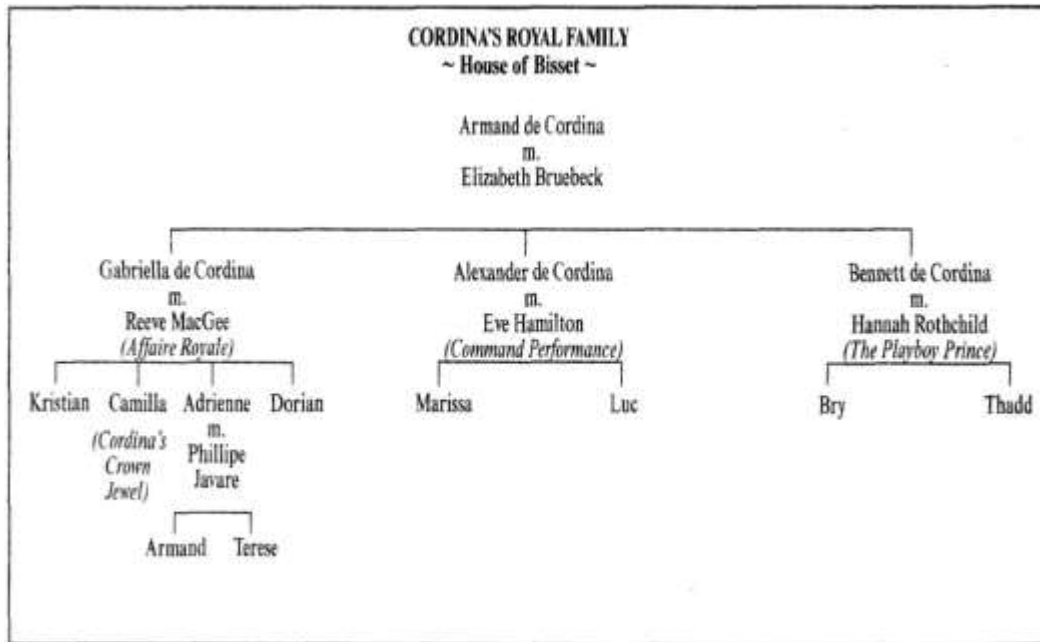 CORDINA'S ROYAL FAMILY
~ House of Bisset ~
Armand de Cordina
m.
Elizabeth Bruebeck
Gabriella de Cordina
m.
Reeve MacGee
(Affaire Royale)
Alexander de Cordina
m.
Eve Hamilton
(Command Performance)
Bennett de Cordina
m.
Hannah Rothchild
(The Playboy Prince)
Kristian
Camilla
(Cordina's
Crown
Jewel)
Adrienne
m.
Phillipe
Javare
Dorian
Armand
Terese
Marissa
Luc
Bry
Thadd